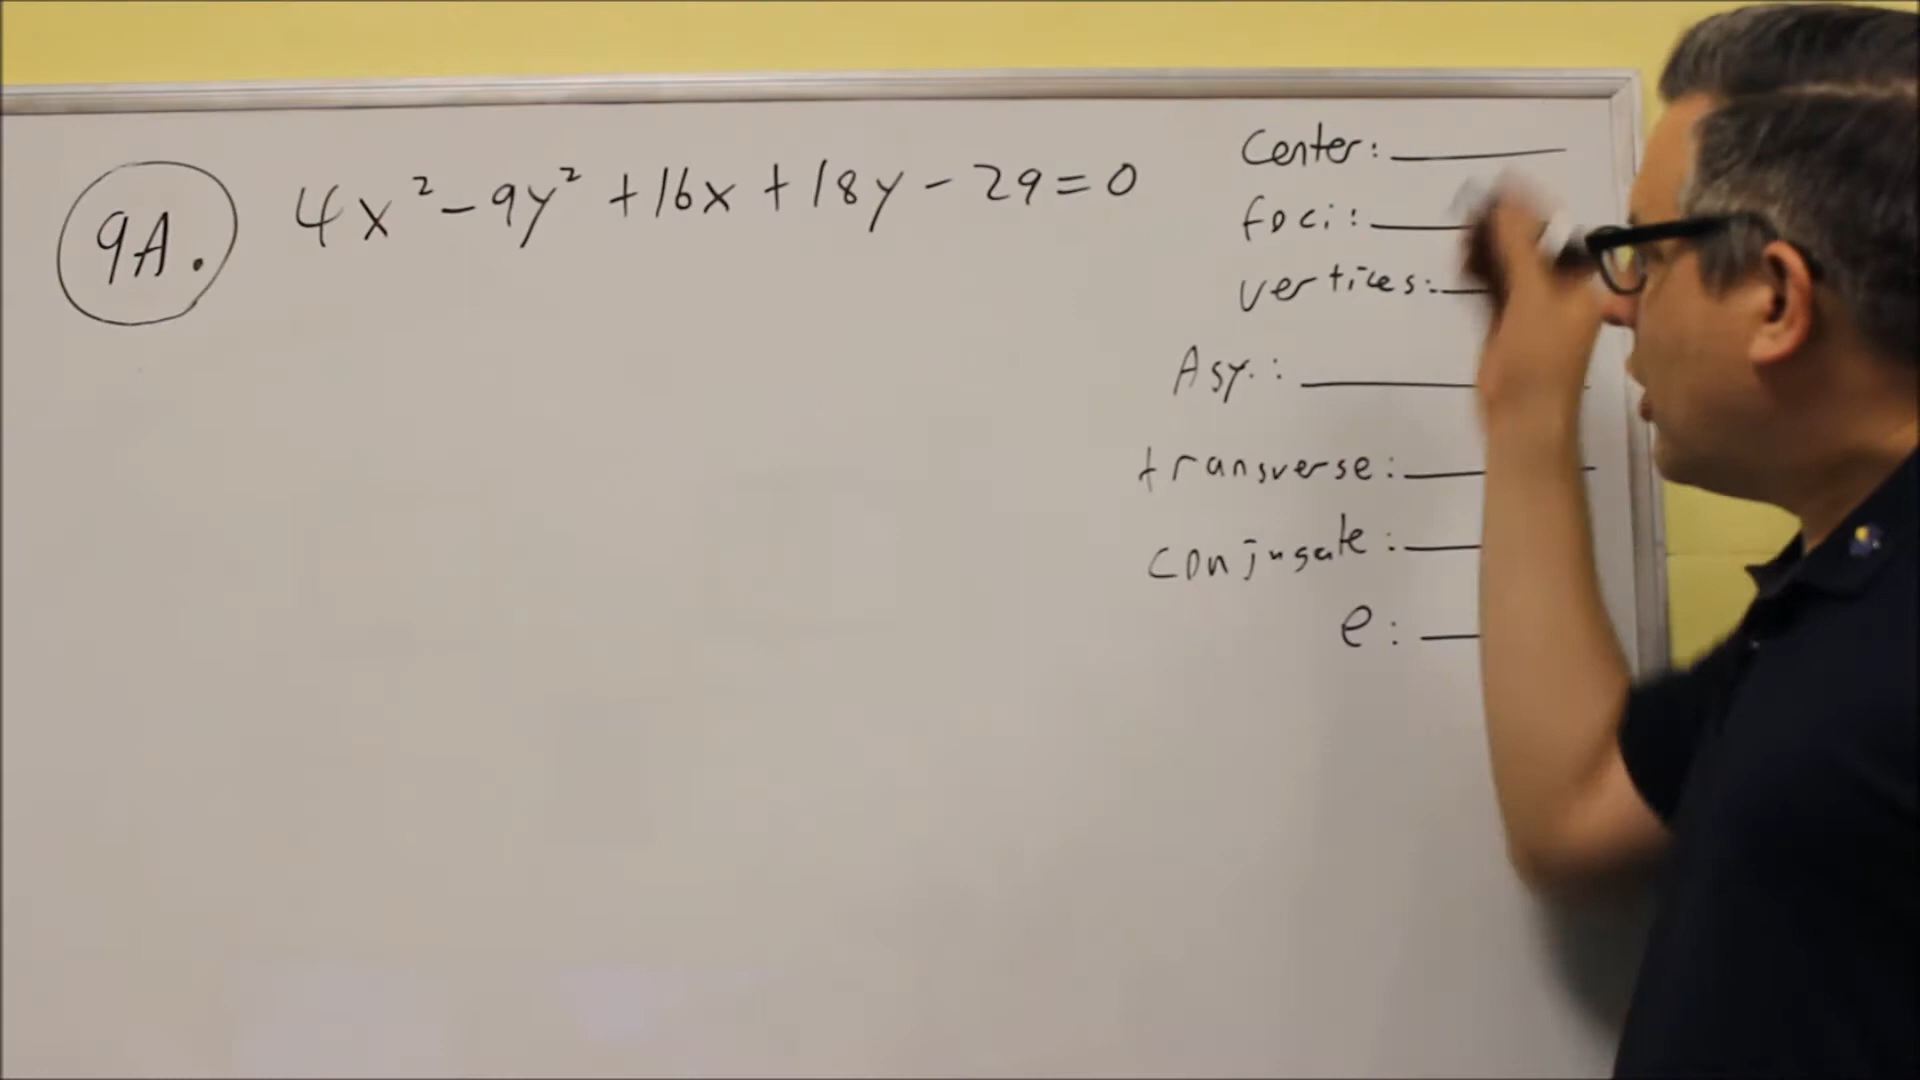 9A.
4x² - 9y² + 16x + 18y - 29 = 0
Center:
foci:
vertices:
Asy.:
transverse:
conjugate:
e: